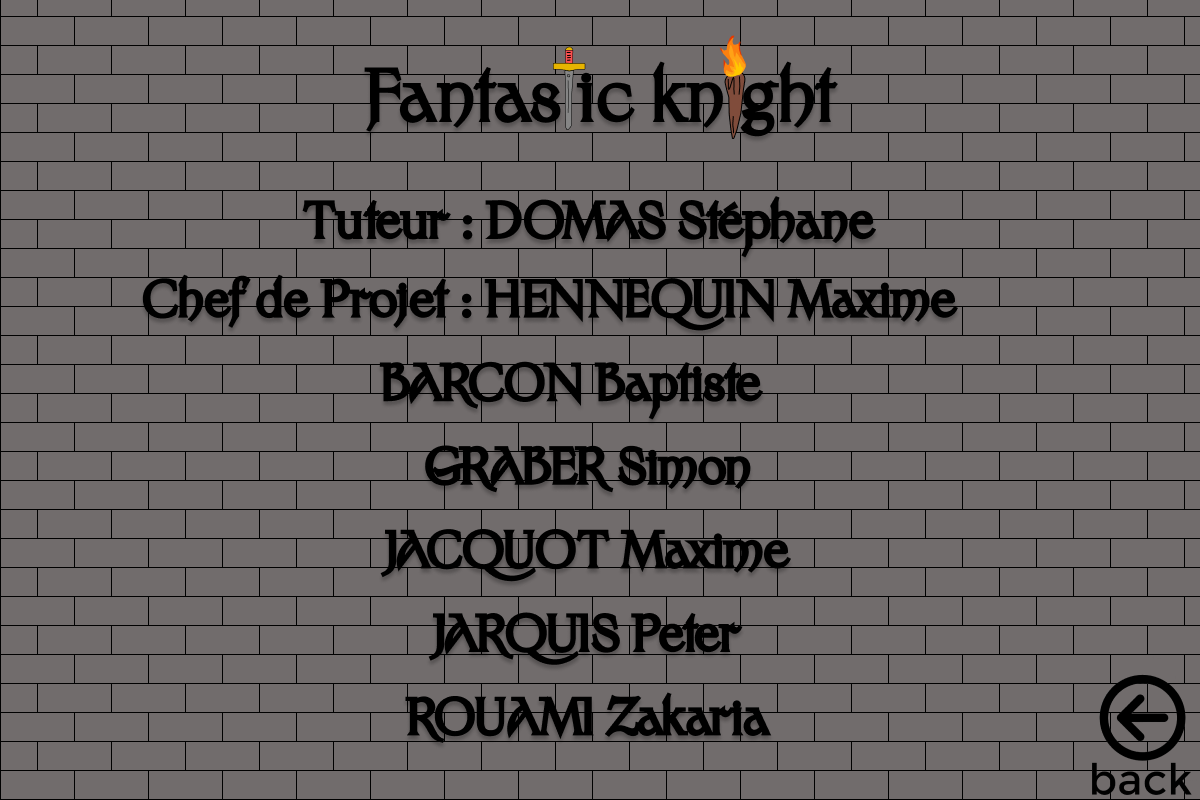 Fantastic knight
Tuteur : DOMAS Stéphane
Chef de Projet : HENNEQUIN Maxime
BARCON Baptiste
GRABER Simon
JACQUOT Maxime
JARQUIS Peter
ROUAMI Zakaria
back